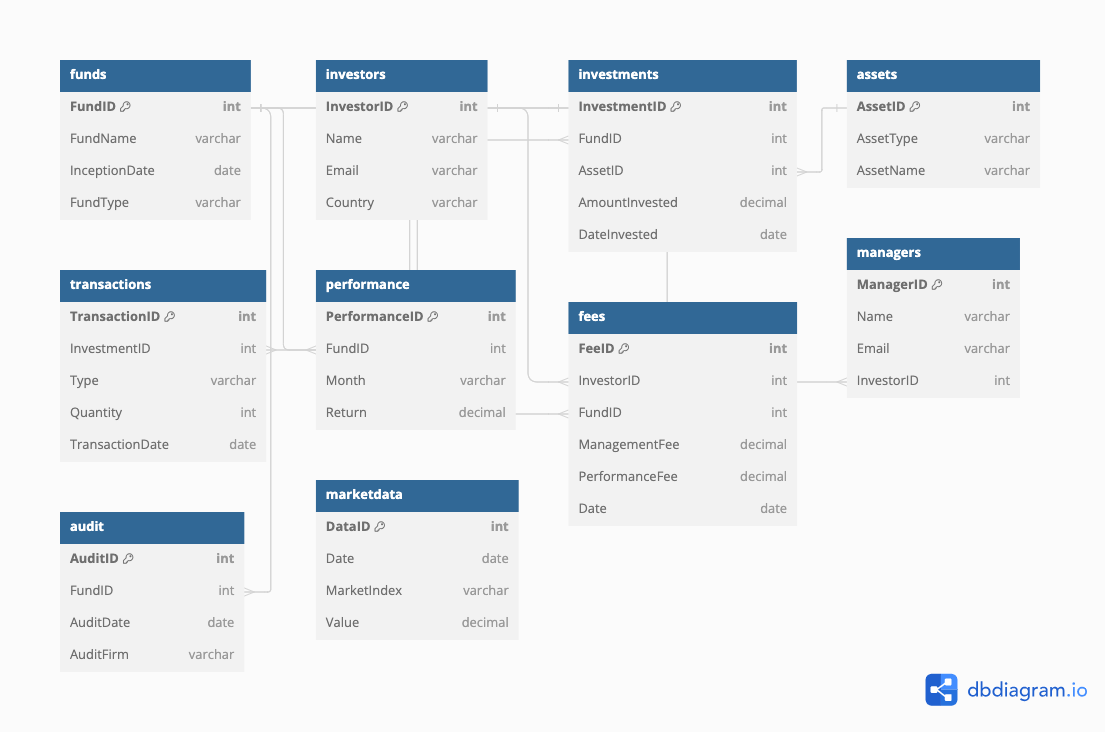 funds
FundID int
FundName varchar
InceptionDate date
FundType varchar
investors
InvestorID int
Name varchar
Email varchar
Country varchar
investments
InvestmentID int
FundID int
AssetID int
AmountInvested decimal
DateInvested date
assets
AssetID int
AssetType varchar
AssetName varchar
managers
ManagerID int
Name varchar
Email varchar
InvestorID int
transactions
TransactionID int
InvestmentID int
Type varchar
Quantity int
TransactionDate date
performance
PerformanceID int
FundID int
Month varchar
Return decimal
fees
FeeID int
InvestorID int
FundID int
ManagementFee decimal
PerformanceFee decimal
Date date
marketdata
DataID int
Date date
MarketIndex varchar
Value decimal
audit
AuditID int
FundID int
AuditDate date
AuditFirm varchar
dbdiagram.io